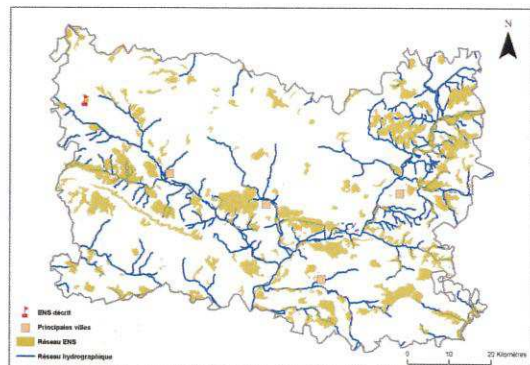 N
ENS décrit
Principales villes
Réseau ENS
Réseau hydrographique
0 10 20 Kilomètres